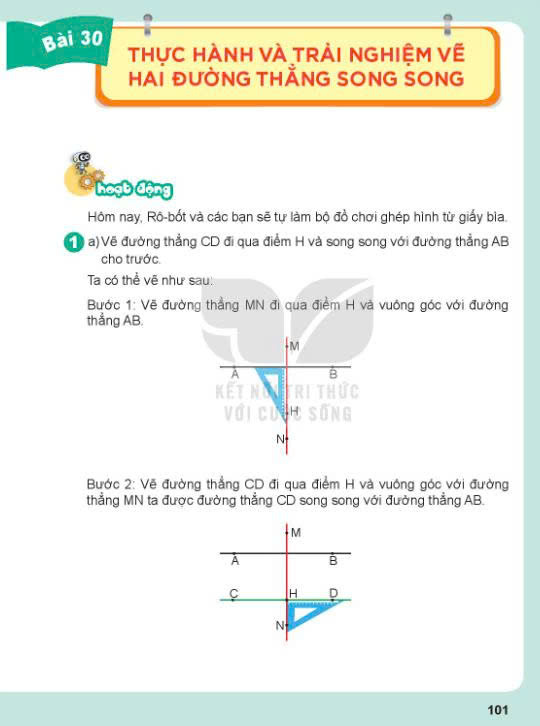 Bài 30
THỰC HÀNH VÀ TRẢI NGHIỆM VẼ
HAI ĐƯỜNG THẲNG SONG SONG
hoạt động
Hôm nay, Rô-bốt và các bạn sẽ tự làm bộ đồ chơi ghép hình từ giấy bìa.
1 a) Vẽ đường thẳng CD đi qua điểm H và song song với đường thẳng AB
cho trước.
Ta có thể vẽ như sau:
Bước 1: Vẽ đường thẳng MN đi qua điểm H và vuông góc với đường
thẳng AB.
M
A B
KẾT NỐI TRI THỨC
VỚI CUỘC SỐNG
H
N
Bước 2: Vẽ đường thẳng CD đi qua điểm H và vuông góc với đường
thẳng MN ta được đường thẳng CD song song với đường thẳng AB.
M
A B
C H D
N
101